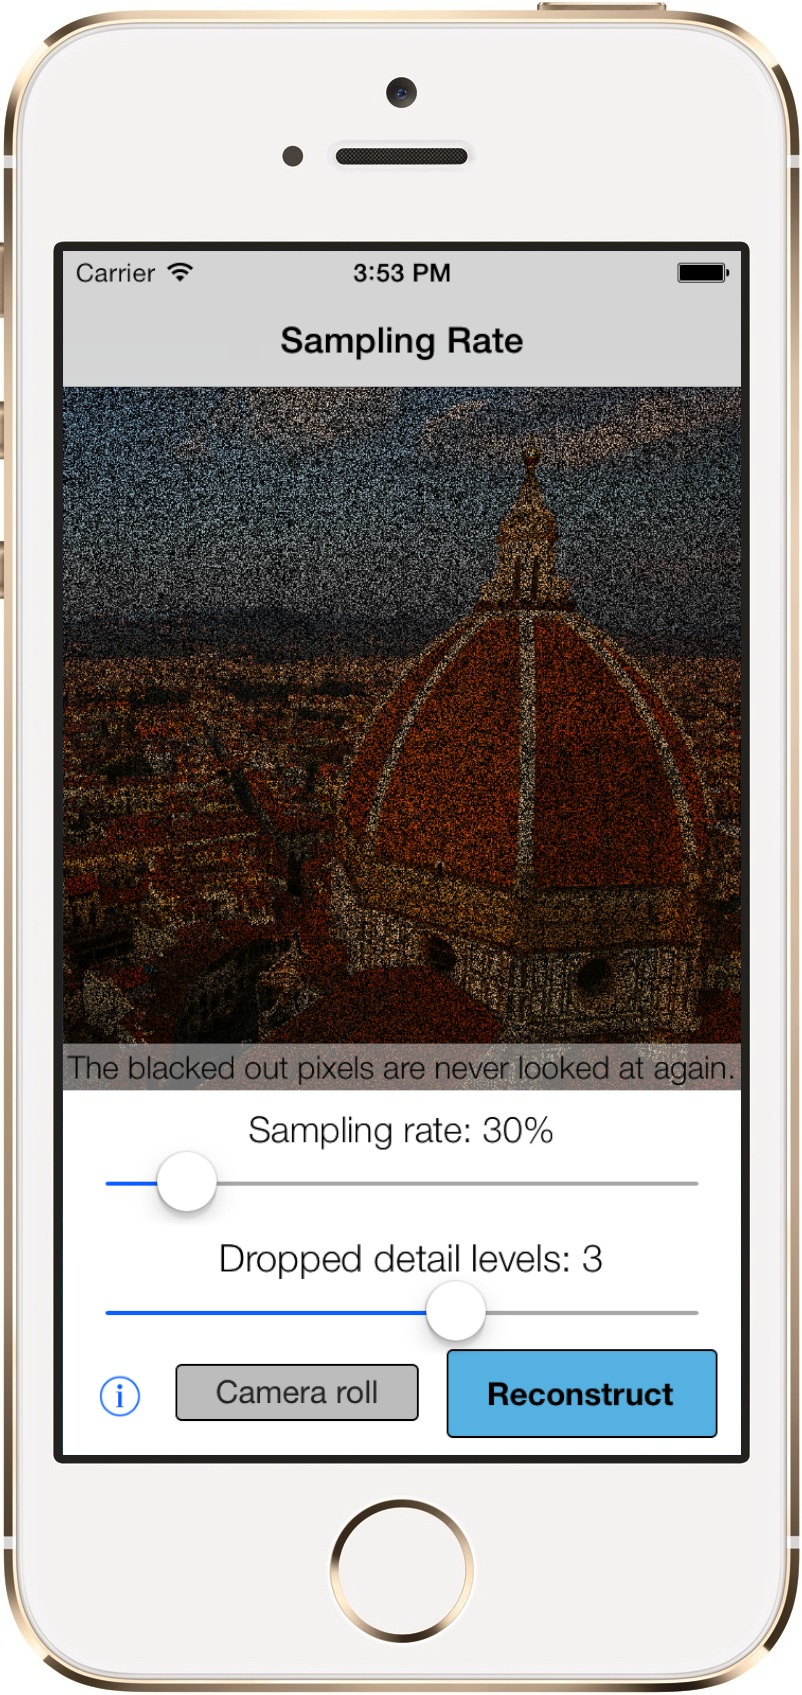 Carrier 3:53 PM
Sampling Rate
The blacked out pixels are never looked at again.
Sampling rate: 30%
Dropped detail levels: 3
i Camera roll Reconstruct